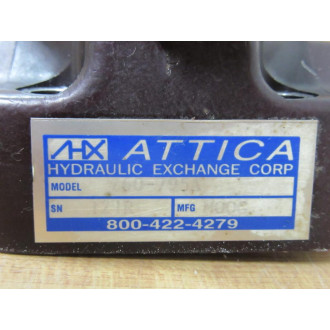 AHX ATTICA
HYDRAULIC EXCHANGE CORP
MODEL
SN MFG
800-422-4279